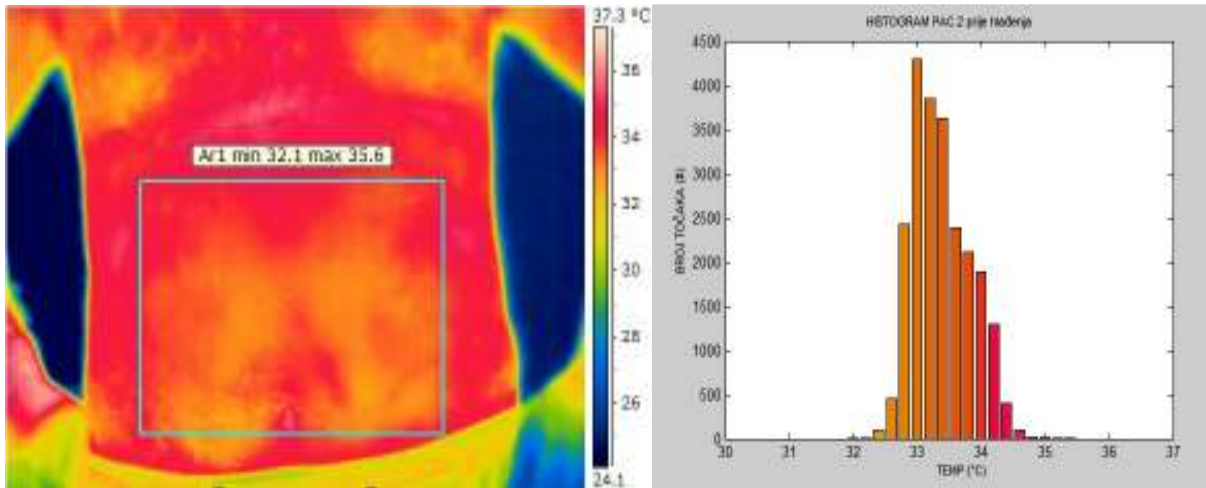 37.3 °C
36
34
Ar1 min 32.1 max 35.6
32
30
28
26
24.1
HISTOGRAM PAC 2 prije hlađenja
4500
4000
3500
3000
2500
2000
1500
1000
500
0
BROJ TOČAKA (#)
30 31 32 33 34 35 36 37
TEMP (°C)